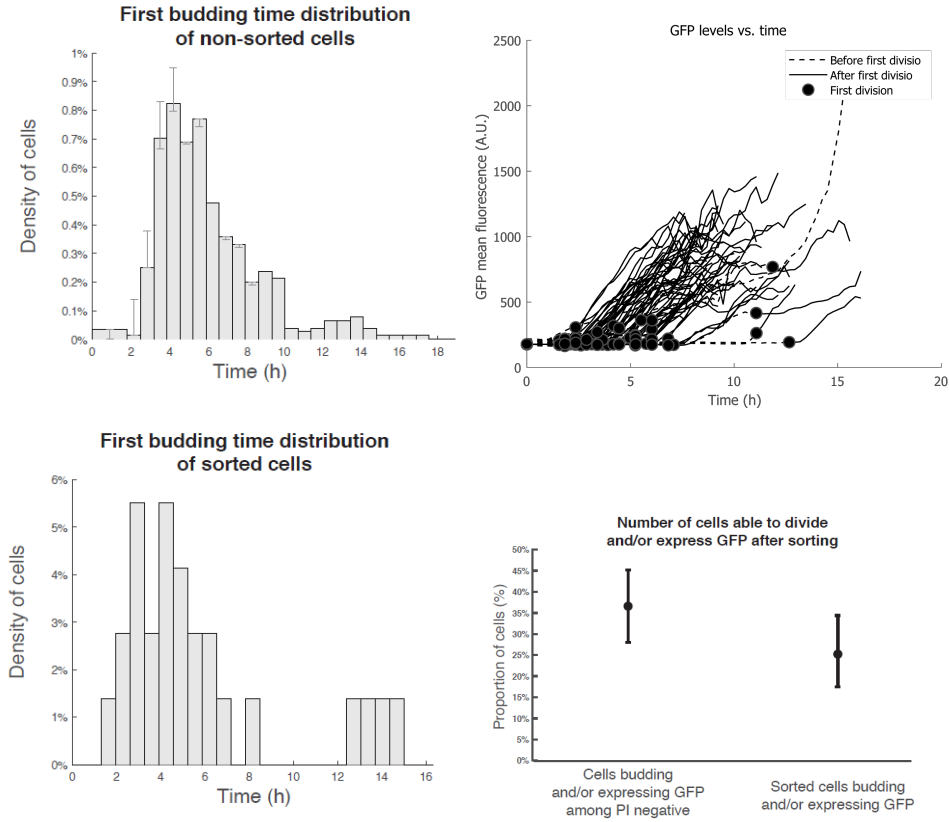 First budding time distribution
of non-sorted cells
1%
0.9%
0.8%
0.7%
0.6%
0.5%
0.4%
0.3%
0.2%
0.1%
0%
Density of cells
0 2 4 6 8 10 12 14 16 18
Time (h)
GFP levels vs. time
Before first divisio
After first divisio
First division
2500
2000
1500
1000
500
0
GFP mean fluorescence (A.U.)
0 5 10 15 20
Time (h)
First budding time distribution
of sorted cells
6%
5%
4%
3%
2%
1%
0%
Density of cells
0 2 4 6 8 10 12 14 16
Time (h)
Number of cells able to divide
and/or express GFP after sorting
50%
45%
40%
35%
30%
25%
20%
15%
10%
5%
0%
Proportion of cells (%)
Cells budding
and/or expressing GFP
among PI negative
Sorted cells budding
and/or expressing GFP